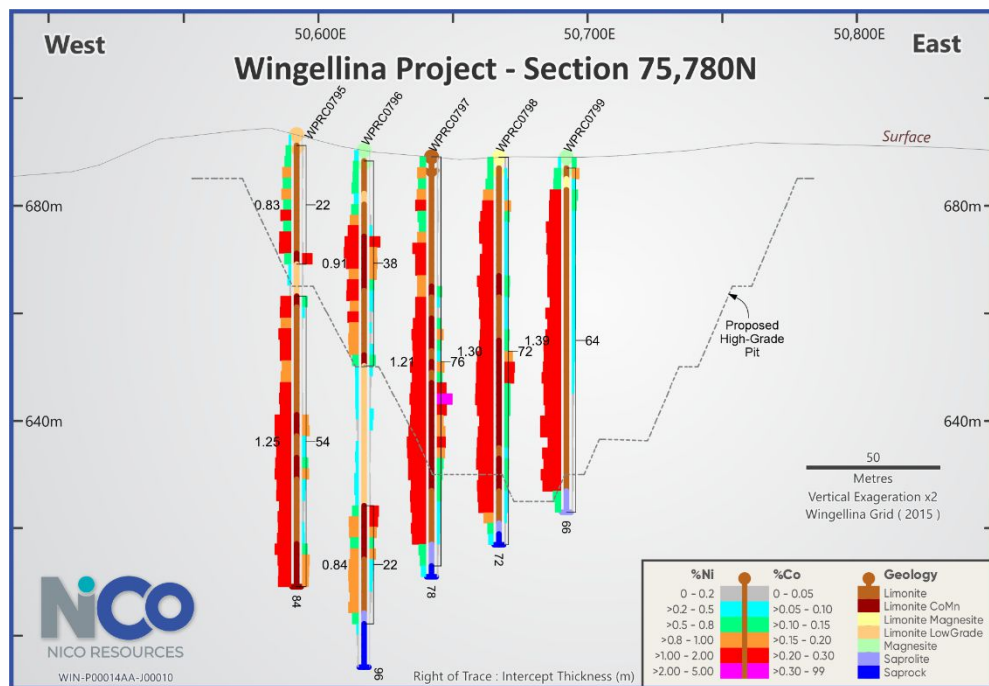 50,600E
50,700E
50,800E
West
East
Wingellina Project - Section 75,780N
WPRC0795
WPRC0796
WPRC0797
WPRC0798
WPRC0799
Surface
680m
680m
0.83
22
0.91
38
1.21
76
1.30
72
1.39
64
Proposed
High-Grade
Pit
640m
640m
1.25
54
50
Metres
Vertical Exageration x2
Wingellina Grid ( 2015 )
0.84
22
84
96
78
72
66
%Ni
%Co
Geology
0 - 0.2
0 - 0.05
Limonite
>0.2 - 0.5
>0.05 - 0.10
Limonite CoMn
>0.5 - 0.8
>0.10 - 0.15
Limonite Magnesite
>0.8 - 1.00
>0.15 - 0.20
Limonite LowGrade
>1.00 - 2.00
>0.20 - 0.30
Magnesite
>2.00 - 5.00
>0.30 - 99
Saprolite
Saprock
NiCo
NICO RESOURCES
WIN-P00014AA-J00010
Right of Trace : Intercept Thickness (m)